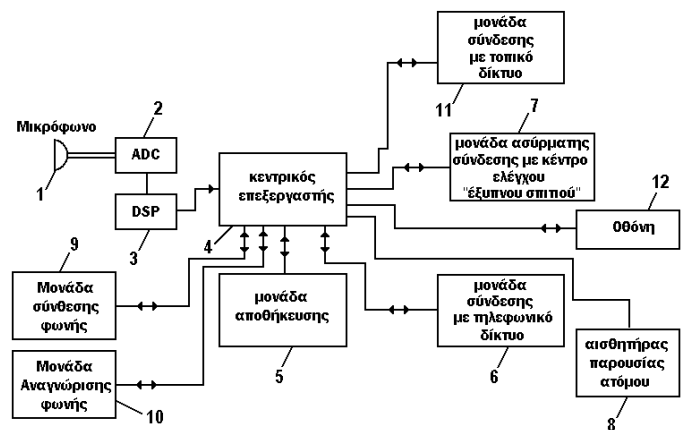 μονάδα
σύνδεσης
με τοπικό
δίκτυο
11
7
2
Μικρόφωνο
ADC
1
DSP
3
κεντρικός
επεξεργαστής
4
μονάδα ασύρματης
σύνδεσης με κέντρο
ελέγχου
"έξυπνου σπιτιού"
12
Οθόνη
9
Μονάδα
σύνθεσης
φωνής
μονάδα
αποθήκευσης
5
μονάδα
σύνδεσης
με τηλεφωνικό
δίκτυο
6
αισθητήρας
παρουσίας
ατόμου
8
Μονάδα
Αναγνώρισης
φωνής
10